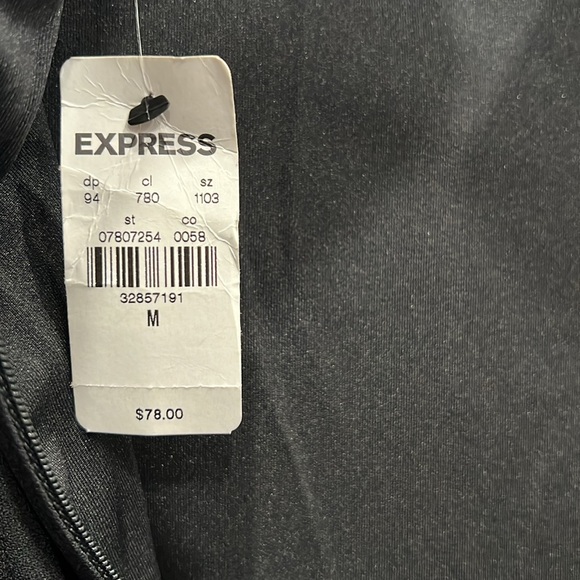 EXPRESS
dp cl sz
94 780 1103
st co
07807254 0058
32857191
M
$78.00